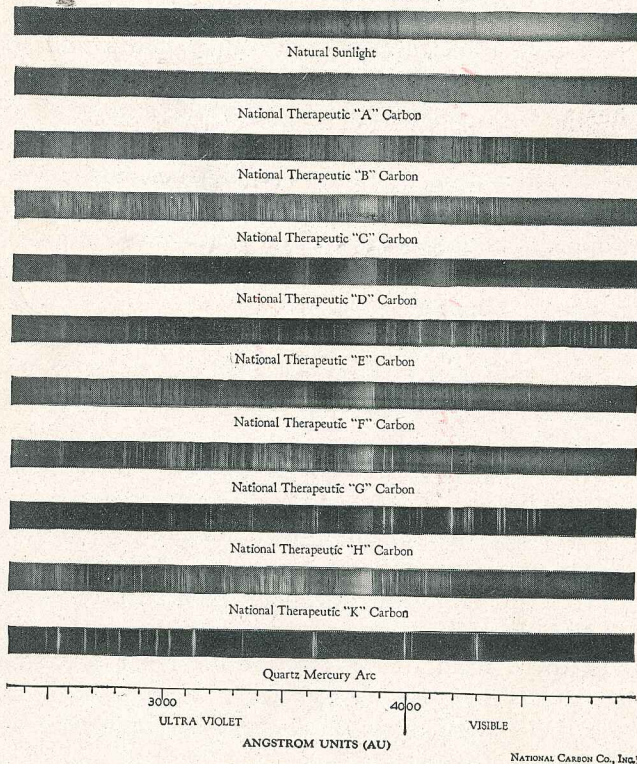 Natural Sunlight
National Therapeutic "A" Carbon
National Therapeutic "B" Carbon
National Therapeutic "C" Carbon
National Therapeutic "D" Carbon
National Therapeutic "E" Carbon
National Therapeutic "F" Carbon
National Therapeutic "G" Carbon
National Therapeutic "H" Carbon
National Therapeutic "K" Carbon
Quartz Mercury Arc
3000 4000
ULTRA VIOLET VISIBLE
ANGSTROM UNITS (AU)
NATIONAL CARBON CO., INC.